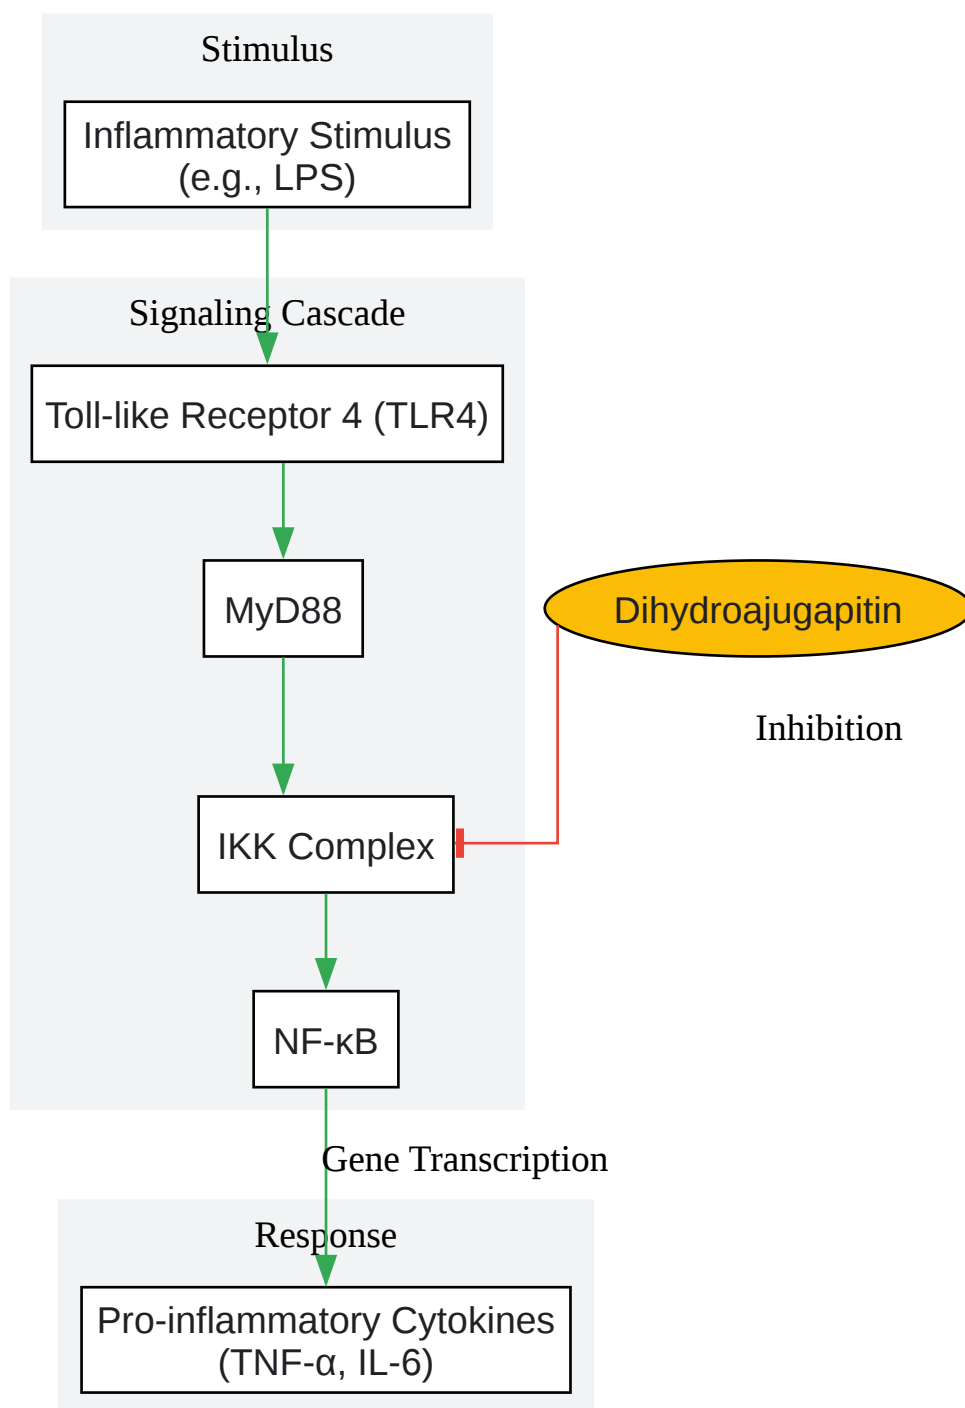 Stimulus
Inflammatory Stimulus
(e.g., LPS)
Signaling Cascade
Toll-like Receptor 4 (TLR4)
MyD88
Dihydroajugapitin
Inhibition
IKK Complex
NF-κB
Gene Transcription
Response
Pro-inflammatory Cytokines
(TNF-α, IL-6)